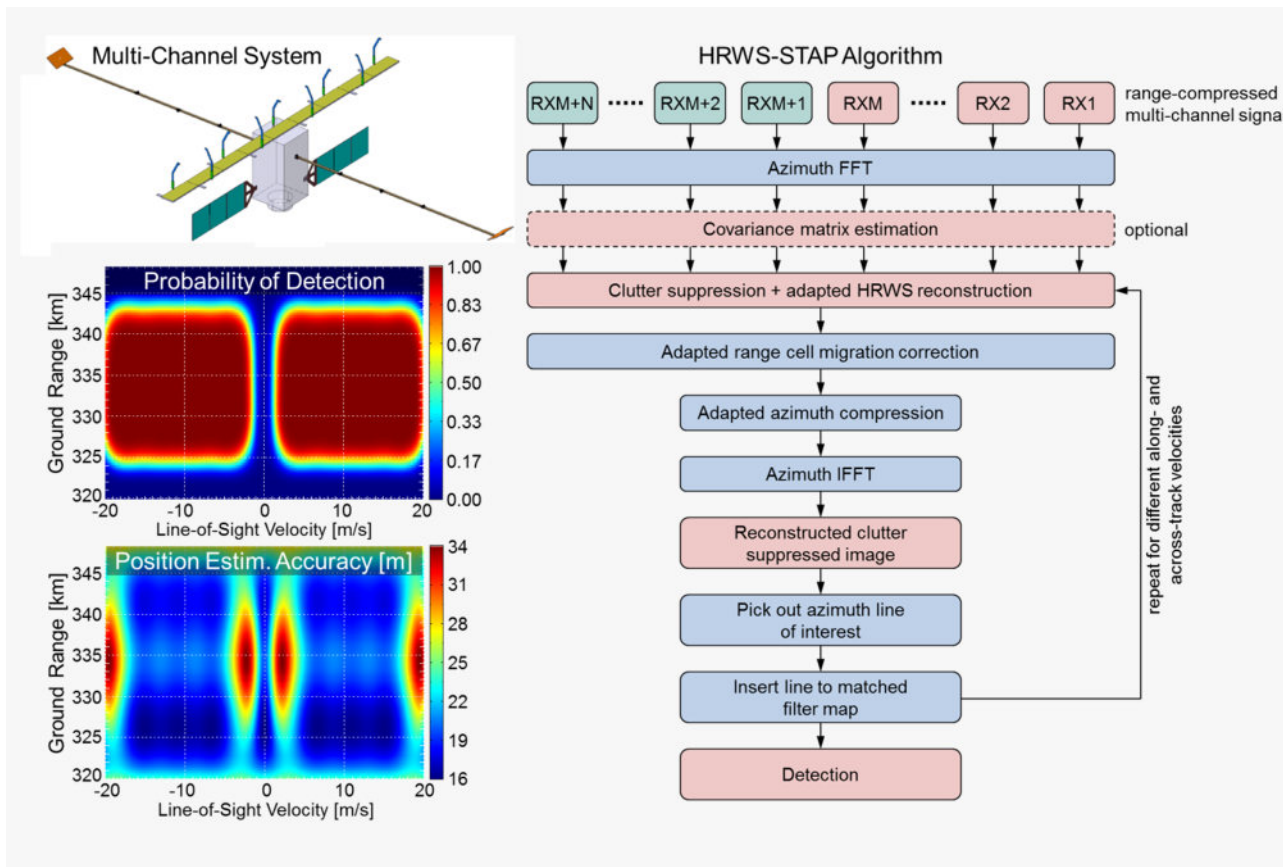 Multi-Channel System
HRWS-STAP Algorithm
RXM+N ..... RXM+2 RXM+1 RXM ..... RX2 RX1
range-compressed
multi-channel signa
Azimuth FFT
Covariance matrix estimation
optional
Clutter suppression + adapted HRWS reconstruction
Adapted range cell migration correction
Adapted azimuth compression
Azimuth IFFT
Reconstructed clutter
suppressed image
Pick out azimuth line
of interest
Insert line to matched
filter map
Detection
repeat for different along- and
across-track velocities
Probability of Detection
Ground Range [km]
345
340
335
330
325
320
-20 -10 0 10 20
Line-of-Sight Velocity [m/s]
1.00
0.83
0.67
0.50
0.33
0.17
0.00
Position Estim. Accuracy [m]
Ground Range [km]
345
340
335
330
325
320
-20 -10 0 10 20
Line-of-Sight Velocity [m/s]
34
31
28
25
22
19
16